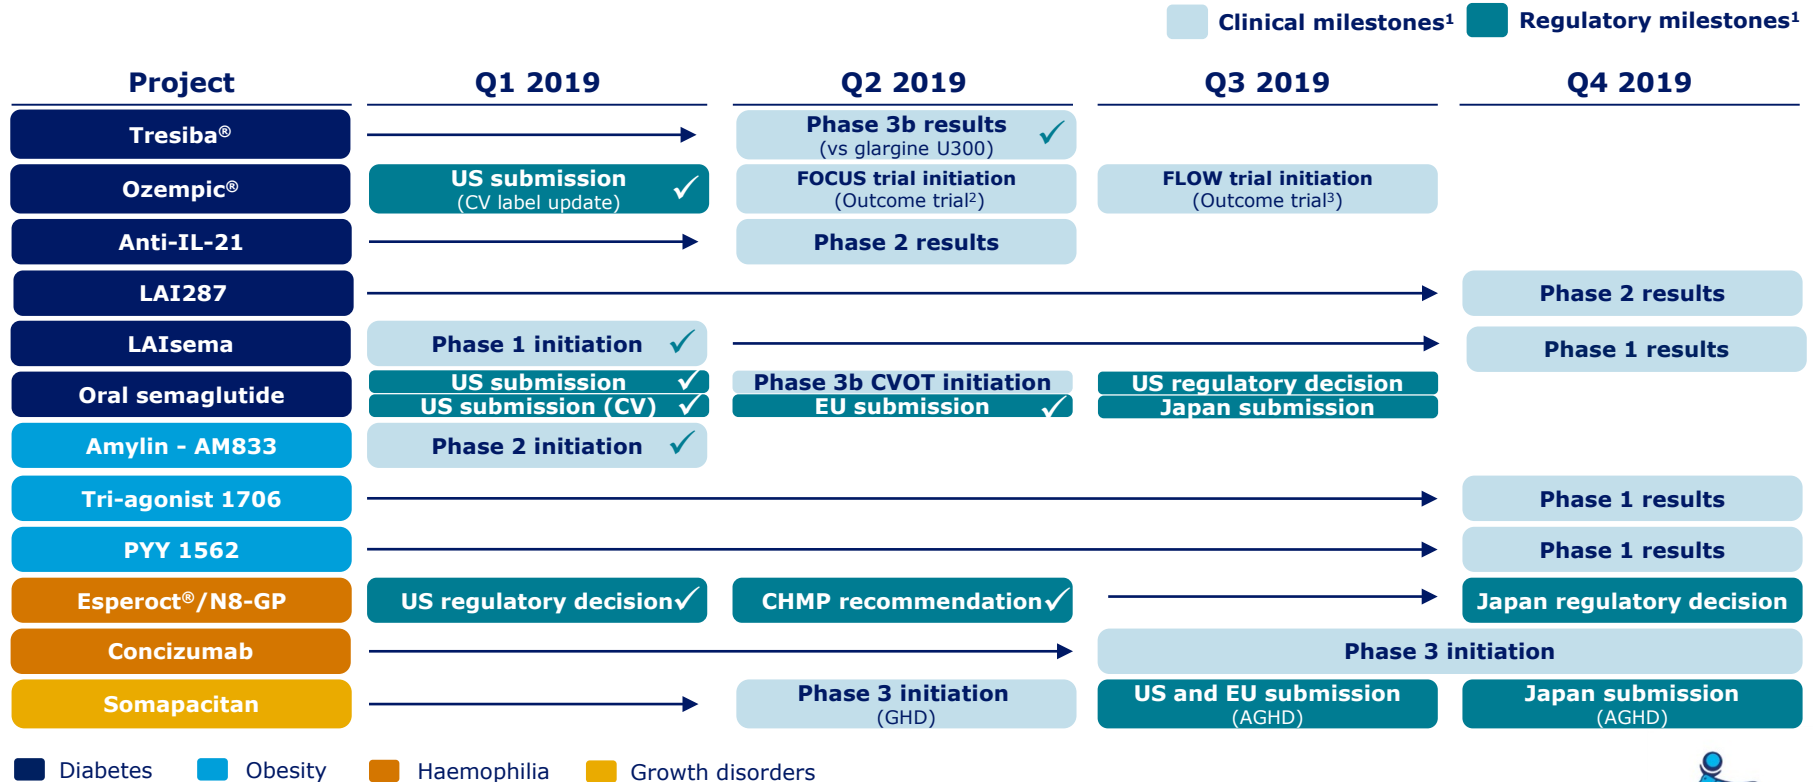 Clinical milestones¹ Regulatory milestones¹
Project Q1 2019 Q2 2019 Q3 2019 Q4 2019
Tresiba® Phase 3b results ✓
(vs glargine U300)
Ozempic® US submission ✓ FOCUS trial initiation FLOW trial initiation
(CV label update) (Outcome trial²) (Outcome trial³)
Anti-IL-21 Phase 2 results
LAI287 Phase 2 results
LAIsema Phase 1 initiation ✓ Phase 1 results
Oral semaglutide
US submission ✓ Phase 3b CVOT initiation US regulatory decision
US submission (CV) ✓ EU submission ✓ Japan submission
Amylin - AM833 Phase 2 initiation ✓
Tri-agonist 1706 Phase 1 results
PYY 1562 Phase 1 results
Esperoct®/N8-GP US regulatory decision ✓ CHMP recommendation ✓ Japan regulatory decision
Concizumab Phase 3 initiation
Somapacitan Phase 3 initiation US and EU submission Japan submission
(GHD) (AGHD) (AGHD)
Diabetes Obesity Haemophilia Growth disorders